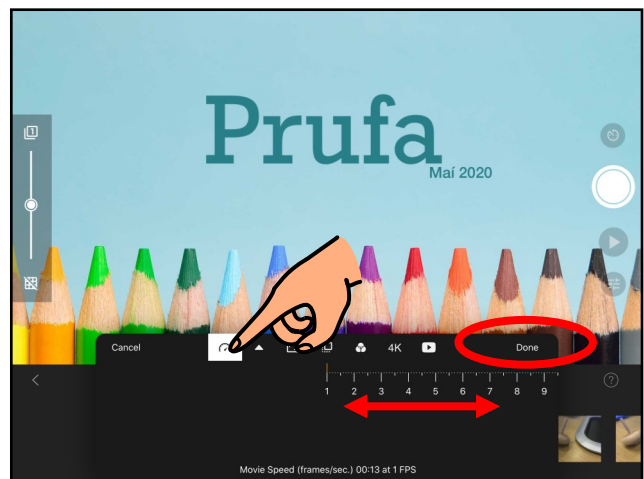 Prufa
Maí 2020
1
Cancel
4K
Done
1 2 3 4 5 6 7 8 9
?
Movie Speed (frames/sec.) 00:13 at 1 FPS